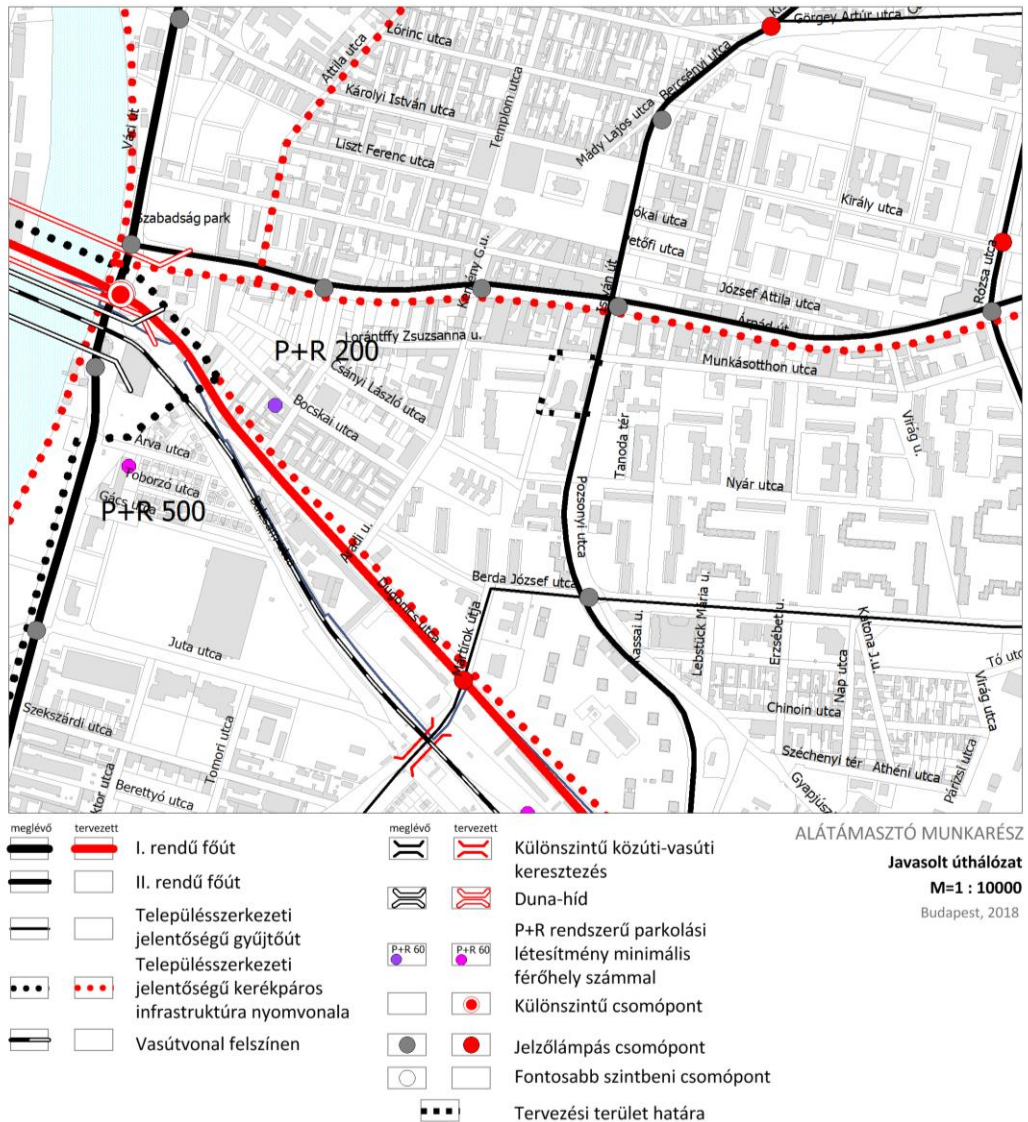 Görgey Artúr utca
Lőrinc utca
Attila utca
Bercsényi utca
Károlyi István utca
Templom utca
Mády Lajos utca
Váci út
Liszt Ferenc utca
Király utca
Szabadság park
ókai utca
etőfi utca
Rózsa utca
Kemény G.u.
István út
József Attila utca
Árpád út
Lorántffy Zsuzsanna u.
P+R 200
Munkásotthon utca
Csányi László utca
Bocskai utca
Virág u.
Tanoda tér
Árva utca
Nyár utca
Toborzó utca
Gács utca
P+R 500
Pozsonyi utca
Aradi u.
Berda József utca
Dugonics utca
Mártírok útja
Kassai u.
Lebstück Mária u.
Erzsébet u.
Katona J.u.
Nap utca
Juta utca
Tó utc
Virág utca
Chinoin utca
Szekszárdi utca
Tomori utca
Széchenyi tér
Athéni utca
Párizsi utca
Berettyó utca
ktor utca
Gyapjúsz
meglévő tervezett
I. rendű főút
II. rendű főút
Településszerkezeti
jelentőségű gyűjtőút
Településszerkezeti
jelentőségű kerékpáros
infrastruktúra nyomvonala
Vasútvonal felszínen
meglévő tervezett
Különszintű közúti-vasúti
keresztezés
Duna-híd
P+R 60 P+R 60
P+R rendszerű parkolási
létesítmény minimális
férőhely számmal
Különszintű csomópont
Jelzőlámpás csomópont
Fontosabb szintbeni csomópont
Tervezési terület határa
ALÁTÁMASZTÓ MUNKARÉSZ
Javasolt úthálózat
M=1 : 10000
Budapest, 2018